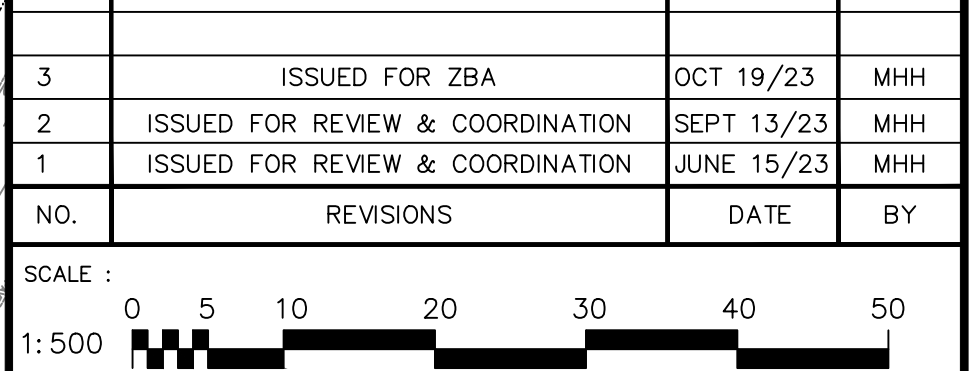 3 ISSUED FOR ZBA OCT 19/23 MHH
2 ISSUED FOR REVIEW & COORDINATION SEPT 13/23 MHH
1 ISSUED FOR REVIEW & COORDINATION JUNE 15/23 MHH
NO. REVISIONS DATE BY
SCALE :
0 5 10 20 30 40 50
1:500